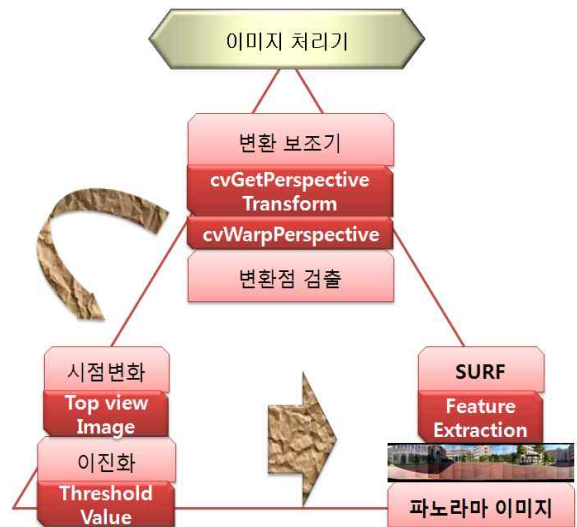 이미지 처리기
변환 보조기
cvGetPerspective
Transform
cvWarpPerspective
변환점 검출
시점변화
Top view
Image
이진화
Threshold
Value
SURF
Feature
Extraction
파노라마 이미지